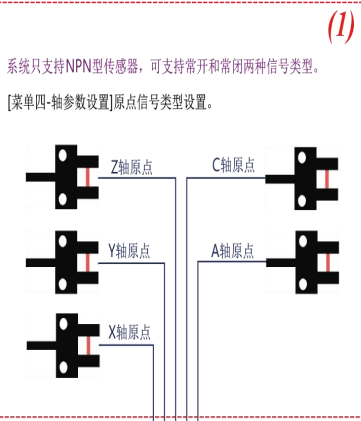 (1)
系统只支持NPN型传感器，可支持常开和常闭两种信号类型。
[菜单四-轴参数设置]原点信号类型设置。
Z轴原点
C轴原点
Y轴原点
A轴原点
X轴原点